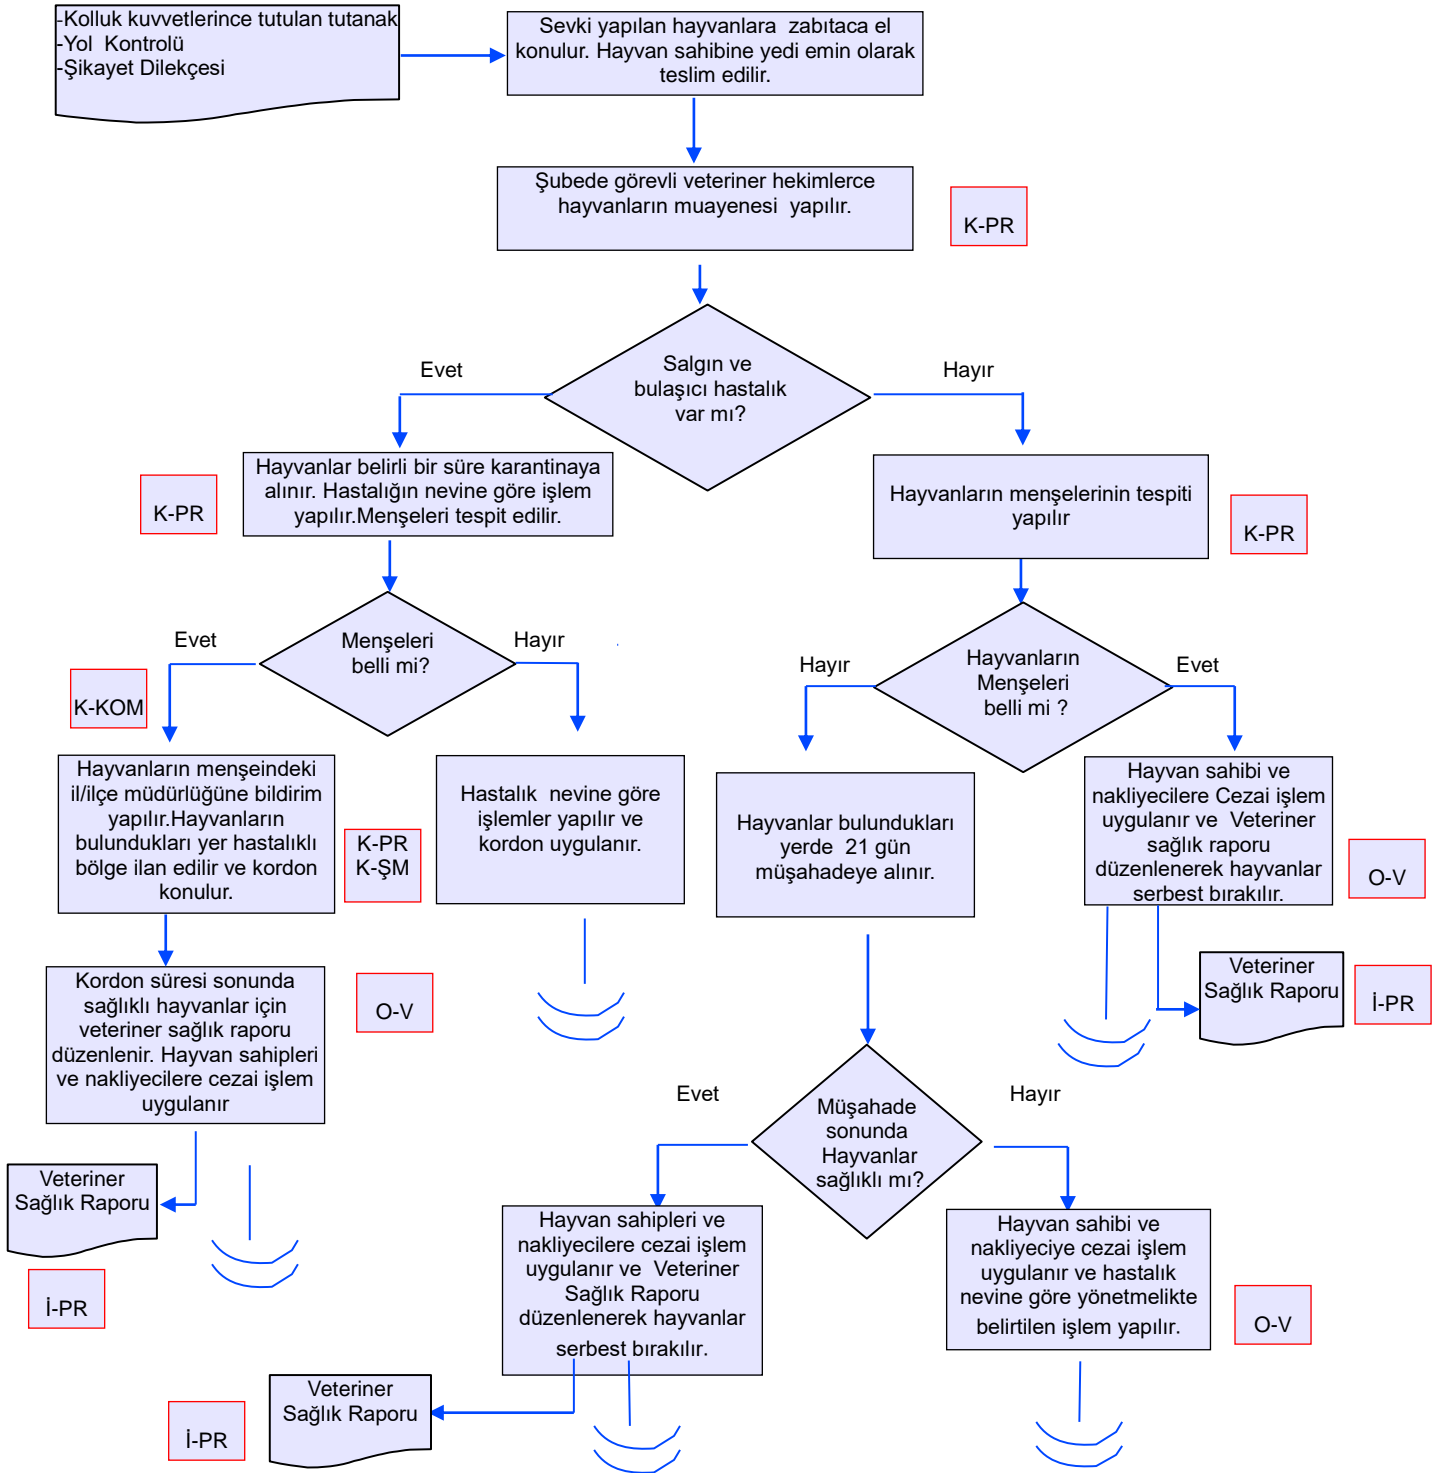 -Kolluk kuvvetlerince tutulan tutanak
-Yol Kontrolü
-Şikayet Dilekçesi
Sevki yapılan hayvanlara zabıtaca el
konulur. Hayvan sahibine yedi emin olarak
teslim edilir.
Şubede görevli veteriner hekimlerce
hayvanların muayenesi yapılır.
K-PR
Salgın ve
bulaşıcı hastalık
var mı?
Evet
Hayır
Hayvanlar belirli bir süre karantinaya
alınır. Hastalığın nevine göre işlem
yapılır.Menşeleri tespit edilir.
K-PR
Hayvanların menşelerinin tespiti
yapılır
K-PR
Menşeleri
belli mi?
Evet
Hayır
Hayvanların
Menşeleri
belli mi ?
Hayır
Evet
K-KOM
Hayvanların menşeindeki
il/ilçe müdürlüğüne bildirim
yapılır.Hayvanların
bulundukları yer hastalıklı
bölge ilan edilir ve kordon
konulur.
K-PR
K-ŞM
Hastalık nevine göre
işlemler yapılır ve
kordon uygulanır.
Hayvanlar bulundukları
yerde 21 gün
müşahadeye alınır.
Hayvan sahibi ve
nakliyecilere Cezai işlem
uygulanır ve Veteriner
sağlık raporu
düzenlenerek hayvanlar
serbest bırakılır.
O-V
Veteriner
Sağlık Raporu
İ-PR
Kordon süresi sonunda
sağlıklı hayvanlar için
veteriner sağlık raporu
düzenlenir. Hayvan sahipleri
ve nakliyecilere cezai işlem
uygulanır
O-V
Müşahade
sonunda
Hayvanlar
sağlıklı mı?
Evet
Hayır
Veteriner
Sağlık Raporu
İ-PR
Hayvan sahipleri ve
nakliyecilere cezai işlem
uygulanır ve Veteriner
Sağlık Raporu
düzenlenerek hayvanlar
serbest bırakılır.
Hayvan sahibi ve
nakliyeciye cezai işlem
uygulanır ve hastalık
nevine göre yönetmelikte
belirtilen işlem yapılır.
O-V
Veteriner
Sağlık Raporu
İ-PR